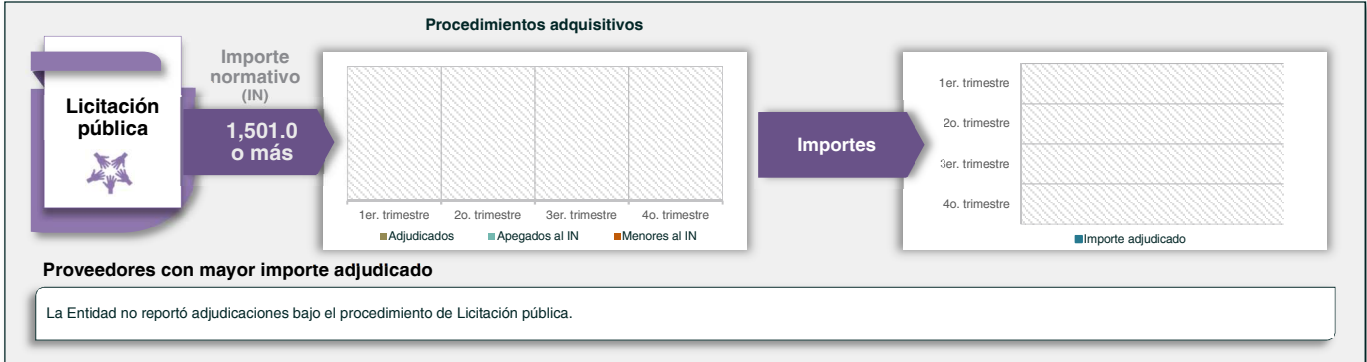 Procedimientos adquisitivos
Licitación
pública
Importe
normativo
(IN)
1,501.0
o más
1er. trimestre 2o. trimestre 3er. trimestre 4o. trimestre
Adjudicados Apegados al IN Menores al IN
Importes
1er. trimestre
2o. trimestre
3er. trimestre
4o. trimestre
Importe adjudicado
Proveedores con mayor importe adjudicado
La Entidad no reportó adjudicaciones bajo el procedimiento de Licitación pública.